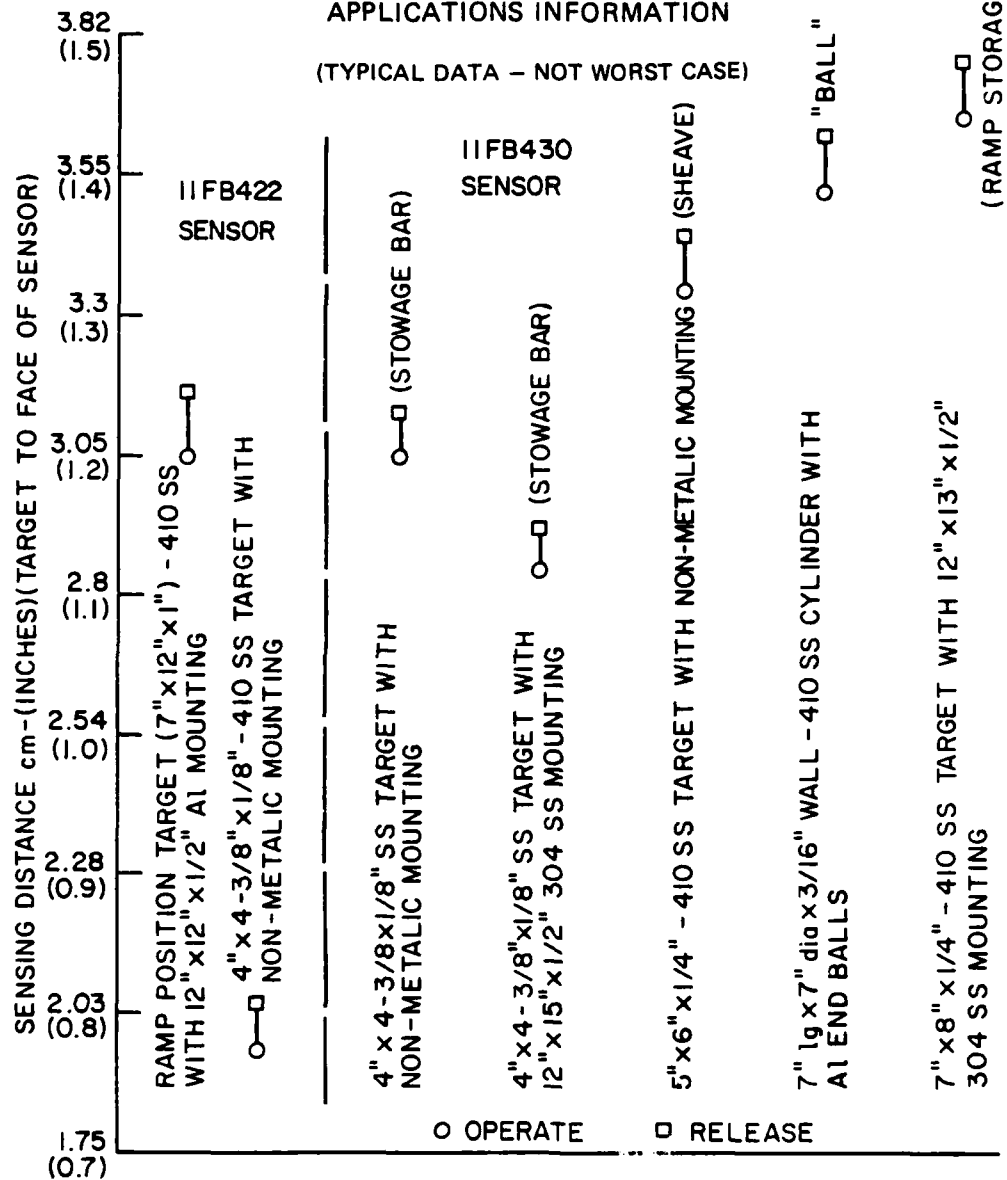 APPLICATIONS INFORMATION
(TYPICAL DATA – NOT WORST CASE)
SENSING DISTANCE cm-(INCHES)(TARGET TO FACE OF SENSOR)
3.82
(1.5)
3.55
(1.4)
3.3
(1.3)
3.05
(1.2)
2.8
(1.1)
2.54
(1.0)
2.28
(0.9)
2.03
(0.8)
1.75
(0.7)
11FB422
SENSOR
RAMP POSITION TARGET (7"x12"x1") – 410 SS
WITH 12"x12"x1/2" Al MOUNTING
4"x4-3/8"x1/8" -410 SS TARGET WITH
NON-METALIC MOUNTING
11FB430
SENSOR
(STOWAGE BAR)
4" x 4-3/8x1/8" SS TARGET WITH
NON-METALIC MOUNTING
(STOWAGE BAR)
4"x4-3/8"x1/8" SS TARGET WITH
12"x15"x1/2" 304 SS MOUNTING
(SHEAVE)
5"x6"x1/4" – 410 SS TARGET WITH NON-METALIC MOUNTING
"BALL"
7" lg x 7" dia x 3/16" WALL – 410 SS CYLINDER WITH
Al END BALLS
(RAMP STORAG
7"x8"x1/4" – 410 SS TARGET WITH 12"x13"x1/2"
304 SS MOUNTING
OPERATE
RELEASE